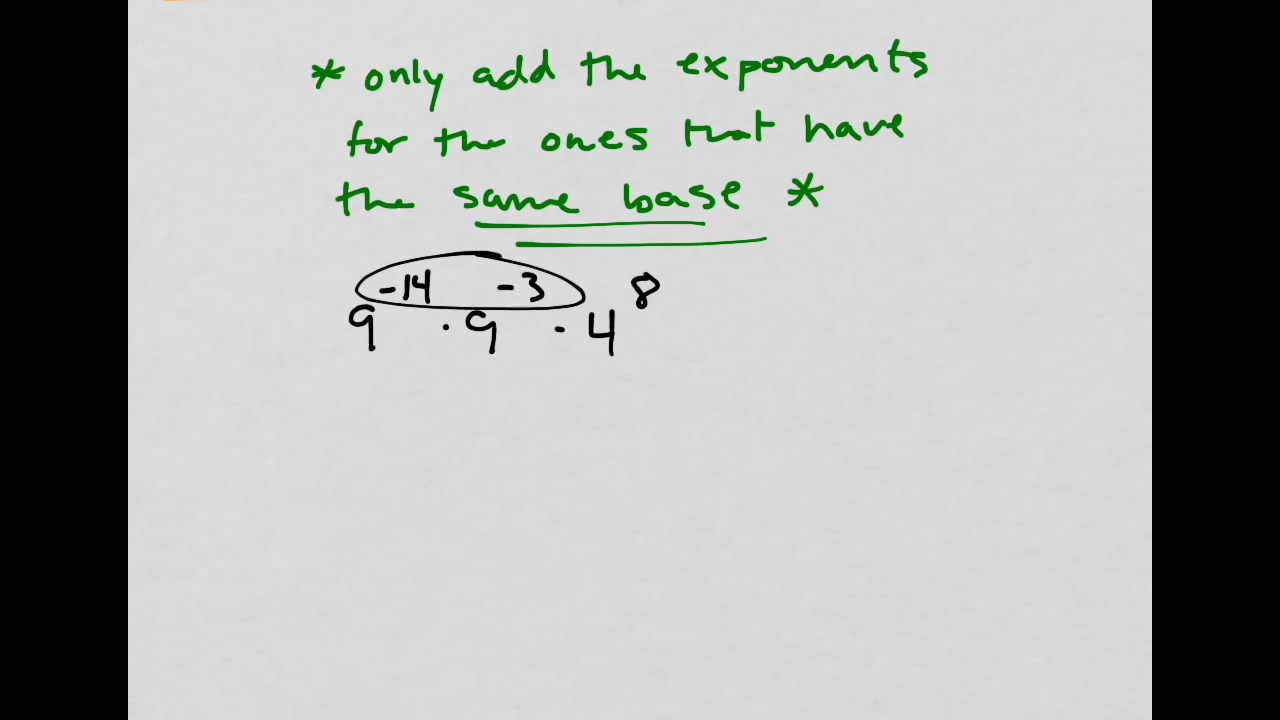 * only add the exponents
for the ones that have
the same base *
-14 -3 8
9 · 9 - 4